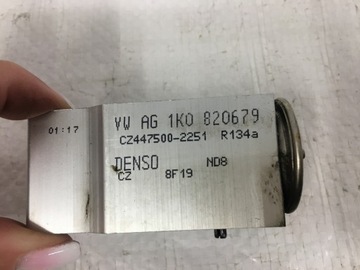 01:17
VW AG 1K0 820679
CZ447500-2251 R134a
DENSO ND8
CZ 8F19